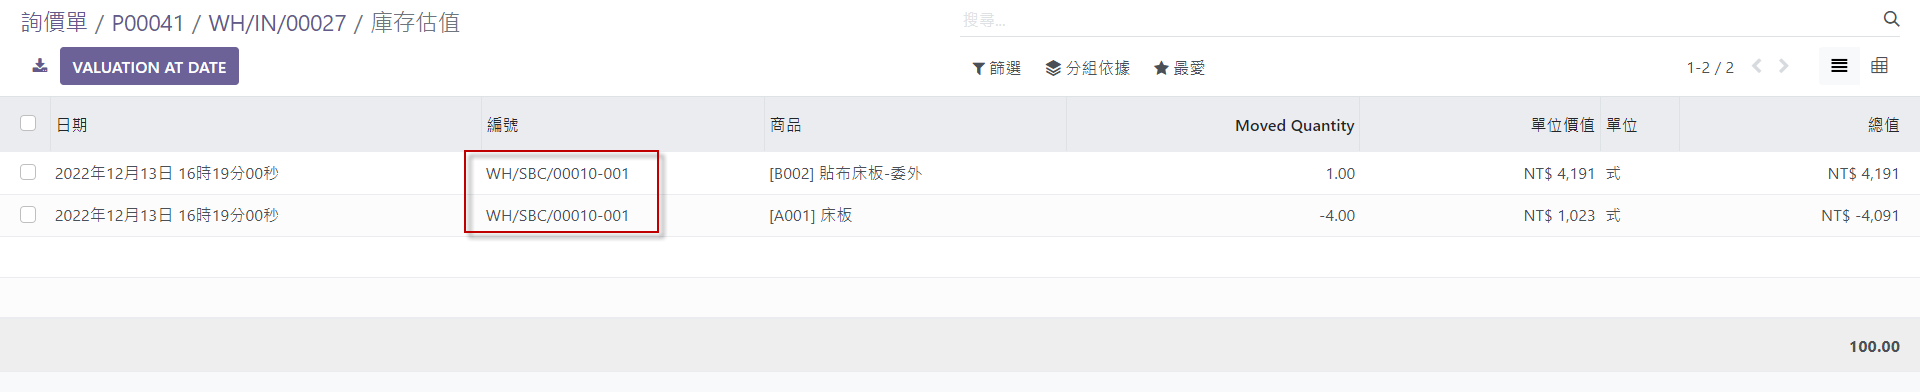 詢價單 / P00041 / WH/IN/00027 / 庫存估值
搜尋...
VALUATION AT DATE
篩選 分組依據 最愛
1-2 / 2
日期 編號 商品 Moved Quantity 單位價值 單位 總值
2022年12月13日 16時19分00秒 WH/SBC/00010-001 [B002] 貼布床板-委外 1.00 NT$ 4,191 式 NT$ 4,191
2022年12月13日 16時19分00秒 WH/SBC/00010-001 [A001] 床板 -4.00 NT$ 1,023 式 NT$ -4,091
100.00